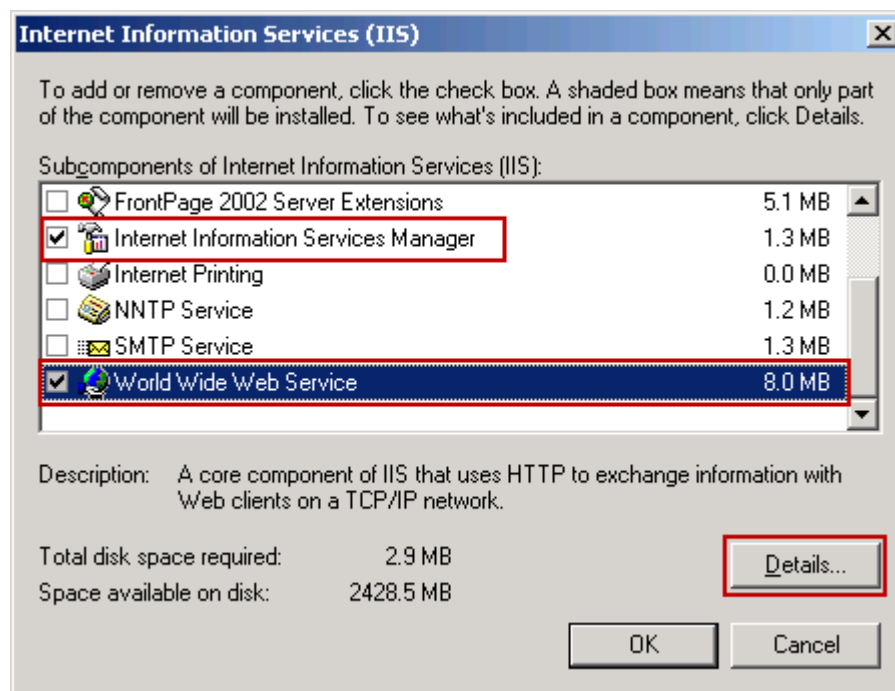 Internet Information Services (IIS)
To add or remove a component, click the check box. A shaded box means that only part
of the component will be installed. To see what's included in a component, click Details.
Subcomponents of Internet Information Services (IIS):
FrontPage 2002 Server Extensions 5.1 MB
Internet Information Services Manager 1.3 MB
Internet Printing 0.0 MB
NNTP Service 1.2 MB
SMTP Service 1.3 MB
World Wide Web Service 8.0 MB
Description: A core component of IIS that uses HTTP to exchange information with
Web clients on a TCP/IP network.
Total disk space required: 2.9 MB
Details...
Space available on disk: 2428.5 MB
OK Cancel